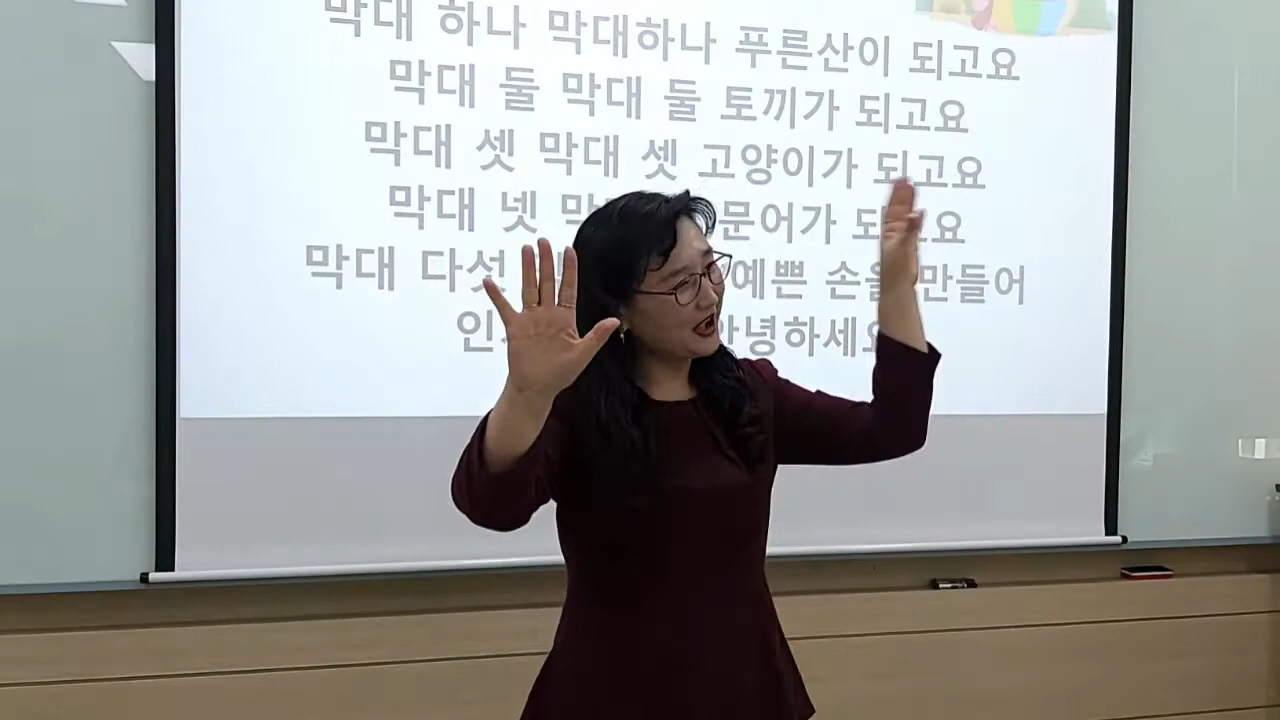 막대 하나 막대하나 푸른산이 되고요
막대 둘 막대 둘 토끼가 되고요
막대 셋 막대 셋 고양이가 되고요
막대 넷 문어가
막대 다섯 예쁜 손을 만들어
안녕하세요